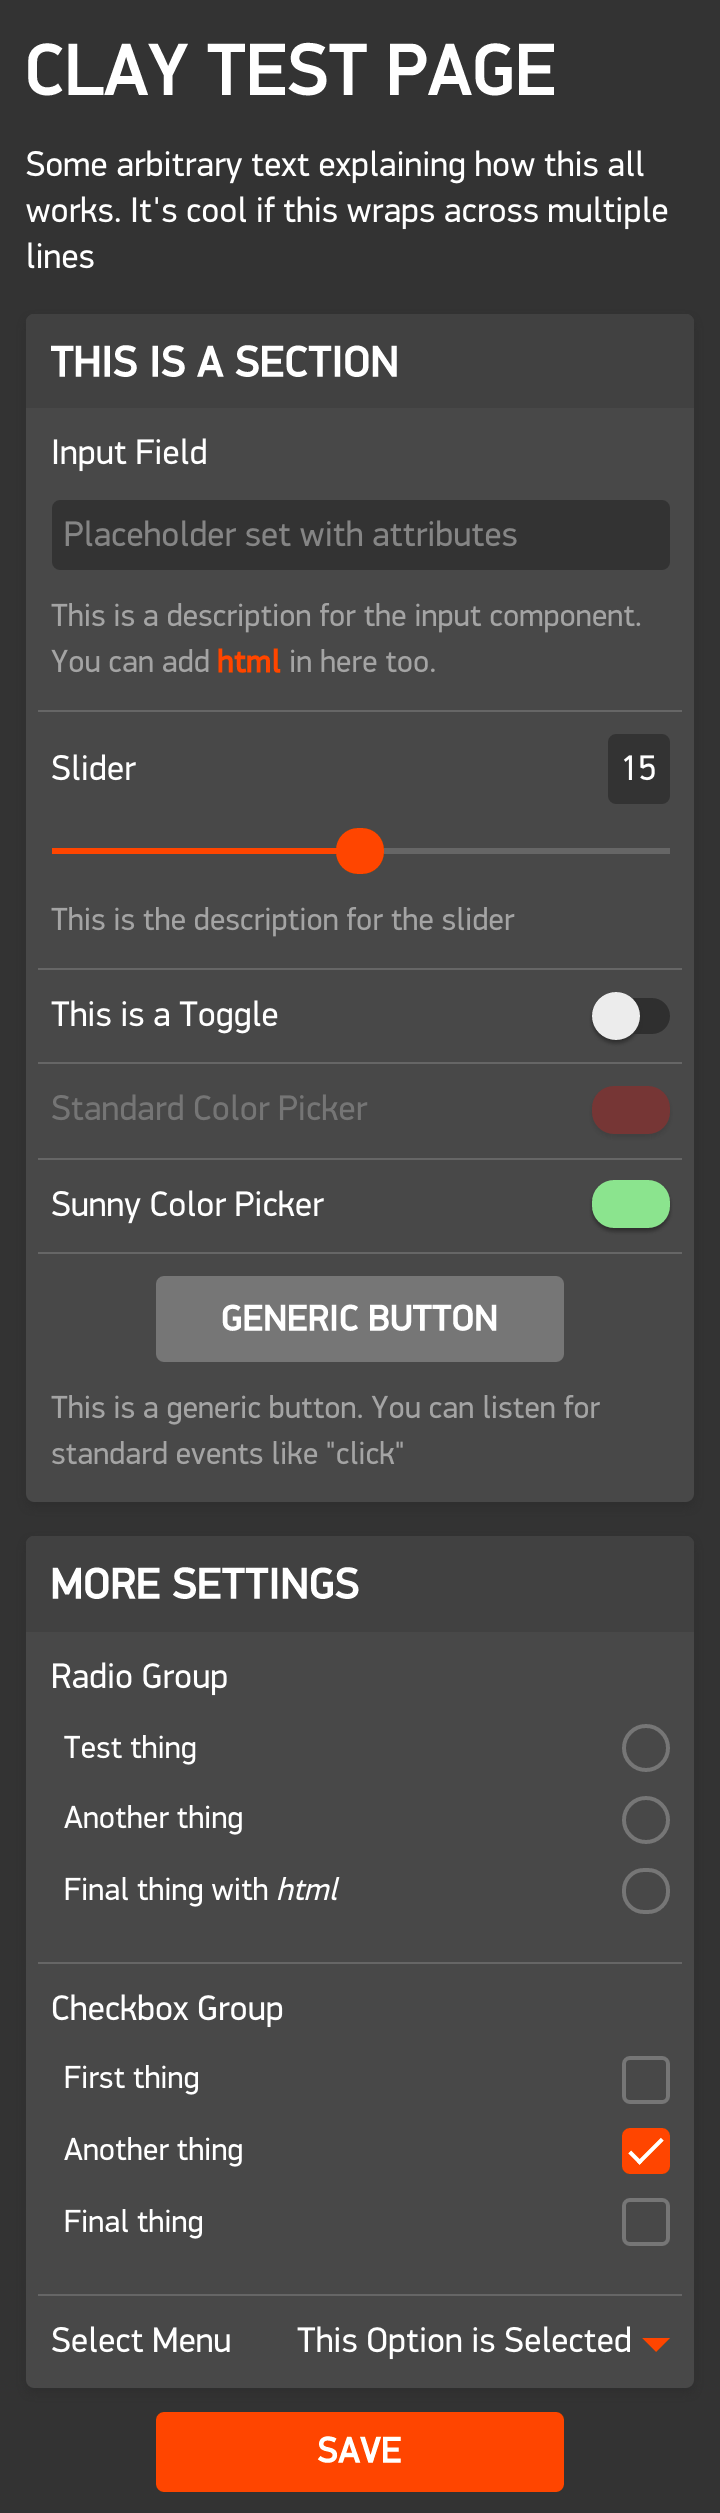 CLAY TEST PAGE
Some arbitrary text explaining how this all
works. It's cool if this wraps across multiple
lines
THIS IS A SECTION
Input Field
Placeholder set with attributes
This is a description for the input component.
You can add html in here too.
Slider
15
This is the description for the slider
This is a Toggle
Standard Color Picker
Sunny Color Picker
GENERIC BUTTON
This is a generic button. You can listen for
standard events like "click"
MORE SETTINGS
Radio Group
Test thing
Another thing
Final thing with html
Checkbox Group
First thing
Another thing
Final thing
Select Menu
This Option is Selected
SAVE